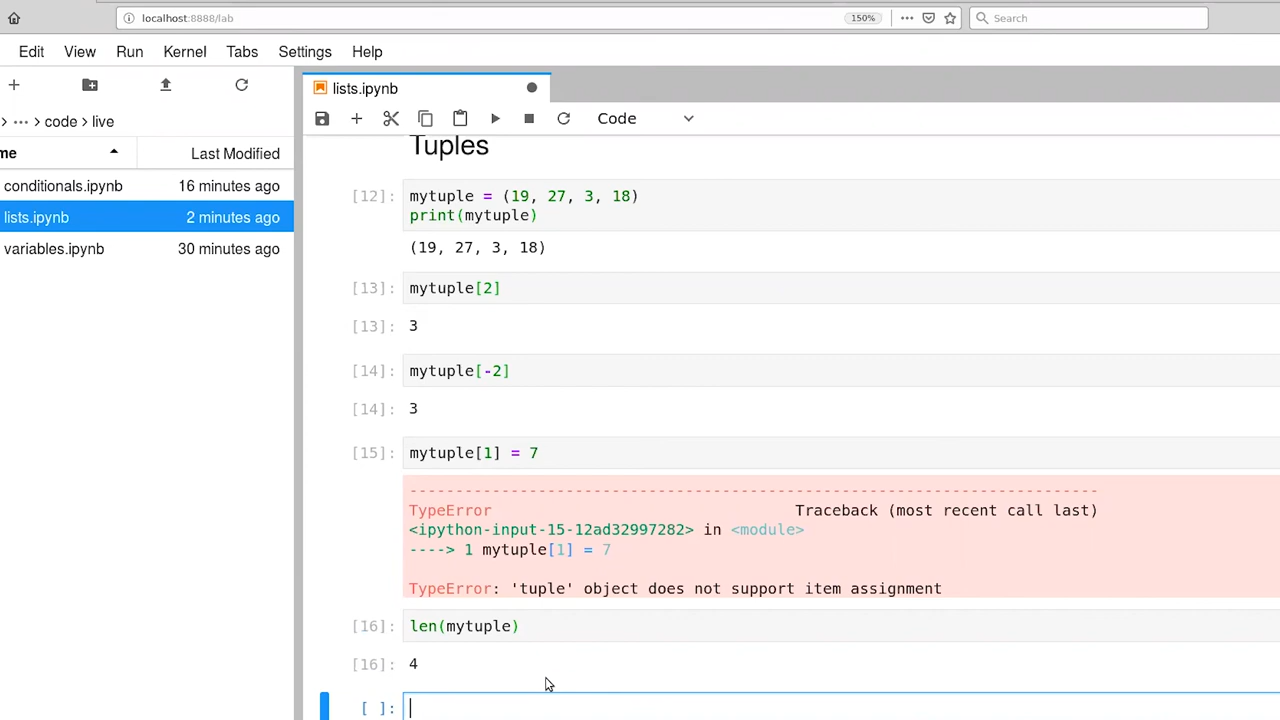 localhost:8888/lab
150%
Search
Edit View Run Kernel Tabs Settings Help
lists.ipynb
code live
me Last Modified
conditionals.ipynb 16 minutes ago
lists.ipynb 2 minutes ago
variables.ipynb 30 minutes ago
Code
Tuples
[12]: mytuple = (19, 27, 3, 18)
print(mytuple)
(19, 27, 3, 18)
[13]: mytuple[2]
[13]: 3
[14]: mytuple[-2]
[14]: 3
[15]: mytuple[1] = 7
---------------------------------------------------------------------------
TypeError Traceback (most recent call last)
<ipython-input-15-12ad32997282> in <module>
----> 1 mytuple[1] = 7
TypeError: 'tuple' object does not support item assignment
[16]: len(mytuple)
[16]: 4
[ ]: